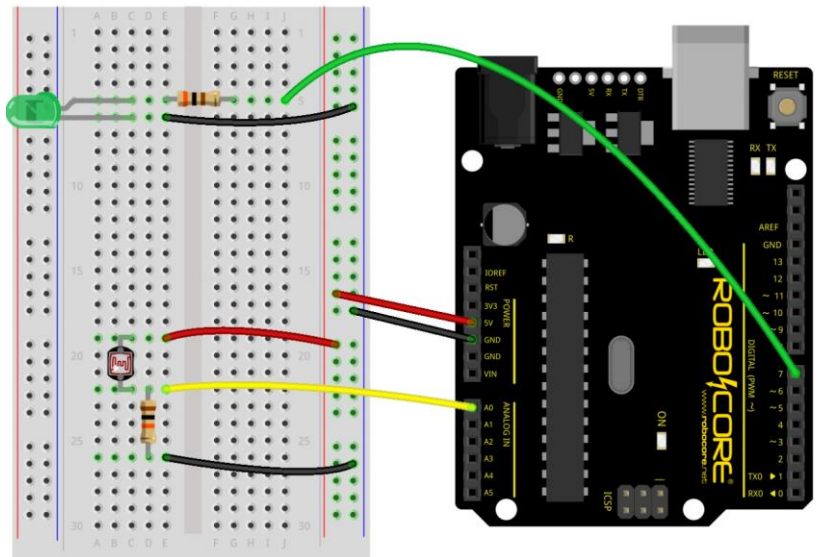 A B C D E F G H I J
1 1
5
10 10
15 15
20 20
25 25
30 30
A B C D E F G H I J
GND
5V
RX
TX
DTR
RESET
RX TX
R
IOREF
RST
3V3
5V
GND
GND
VIN
POWER
A0
A1
A2
A3
A4
A5
ANALOG IN
AREF
GND
13
12
~ 11
~ 10
~ 9
7
~ 6
~ 5
4
~ 3
2
TX0 ► 1
RX0 ◄ 0
DIGITAL (PWM ~)
ROBOCORE®
www.robocore.net
ON
ICSP
1